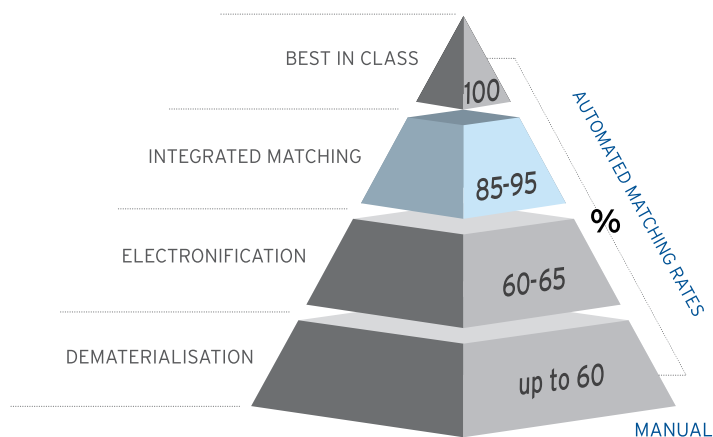 BEST IN CLASS
100
INTEGRATED MATCHING
85-95
ELECTRONIFICATION
60-65
DEMATERIALISATION
up to 60
AUTOMATED MATCHING RATES
%
MANUAL